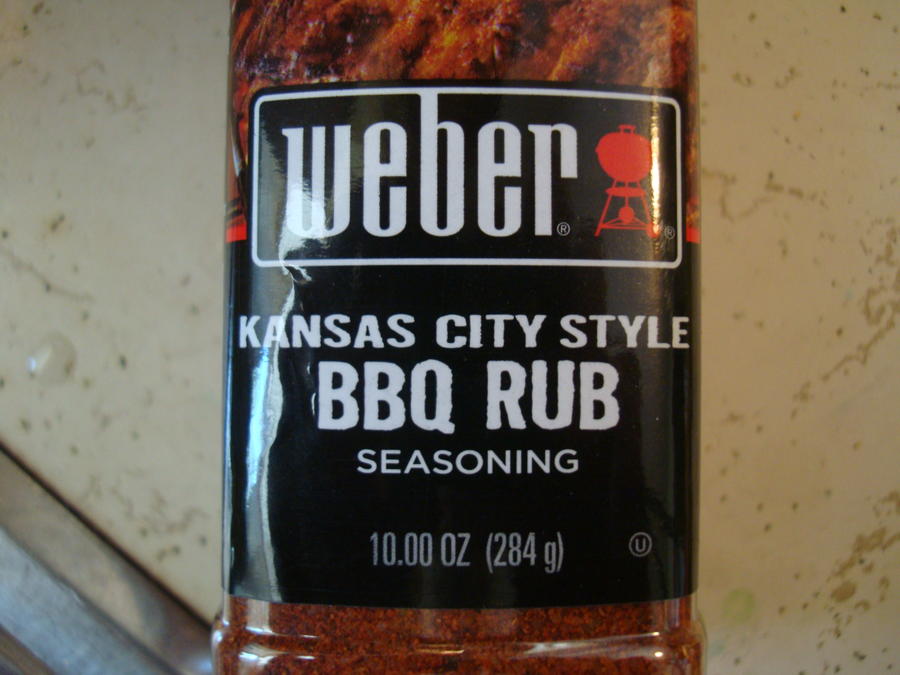 weber®
®
KANSAS CITY STYLE
BBQ RUB
SEASONING
10.00 OZ (284 g)
U